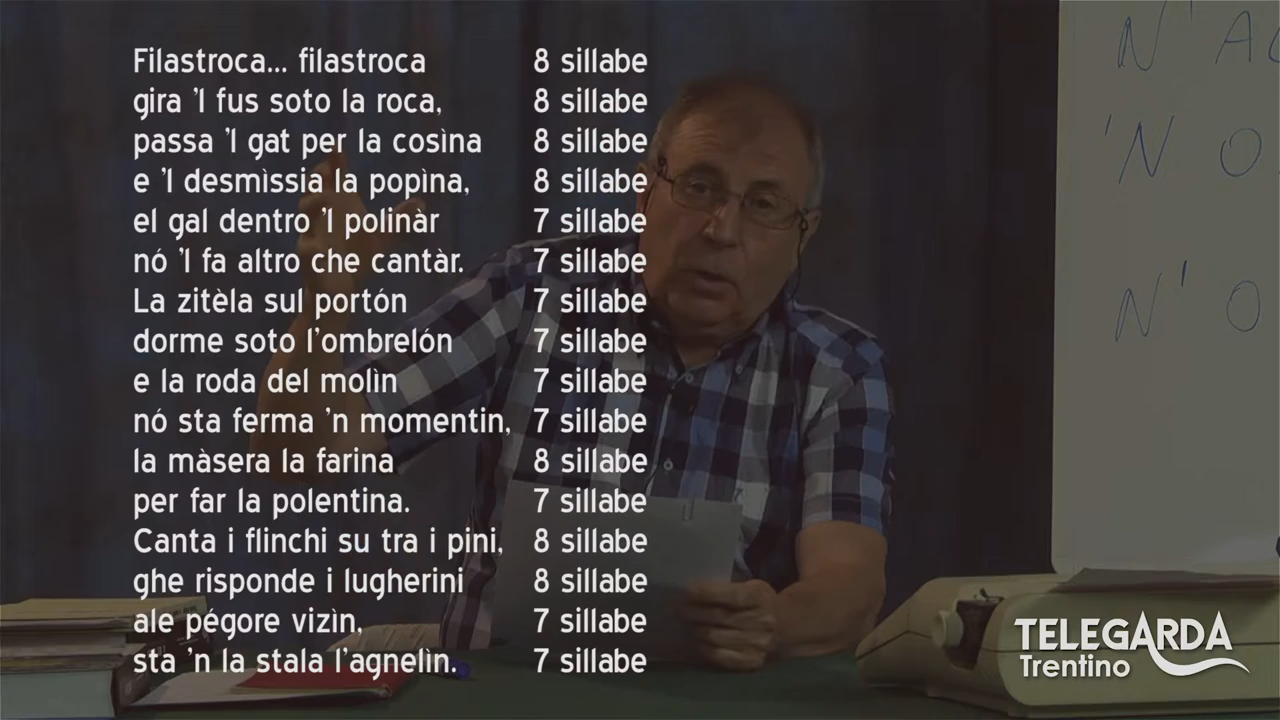 Filastroca... filastroca 8 sillabe
gira 'l fus soto la roca, 8 sillabe
passa 'l gat per la cosìna 8 sillabe
e 'l desmìssia la popìna, 8 sillabe
el gal dentro 'l polinàr 7 sillabe
nó 'l fa altro che cantàr. 7 sillabe
La zitèla sul portón 7 sillabe
dorme soto l'ombrelón 7 sillabe
e la roda del molìn 7 sillabe
nó sta ferma 'n momentin, 7 sillabe
la màsera la farina 8 sillabe
per far la polentina. 7 sillabe
Canta i flinchi su tra i pini, 8 sillabe
ghe risponde i lugherini 8 sillabe
ale pégore vizìn, 7 sillabe
sta 'n la stala l'agnelìn. 7 sillabe
N' A
'N O
N' O
TELEGARDA
Trentino